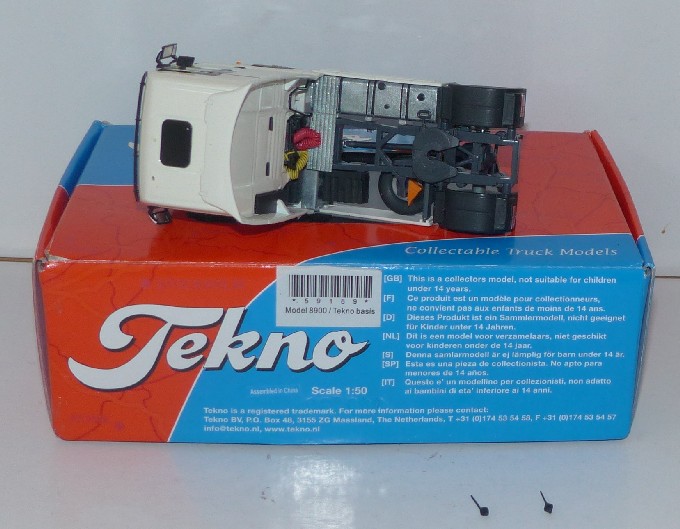 Collectable Truck Models
*59169*
Model 8900 / Tekno basis
Tekno
Assembled in China
Scale 1:50
[GB] This is a collectors model, not suitable for children
under 14 years.
[F] Ce produit est un modèle pour collectionneurs,
ne convient pas aux enfants de moins de 14 ans.
[D] Dieses Produkt ist ein Sammlermodell, nicht geeignet
für Kinder unter 14 Jahren.
[NL] Dit is een model voor verzamelaars, niet geschikt
voor kinderen onder de 14 jaar.
[S] Denna samlarmodell är ej lämplig för barn under 14 år.
[SP] Esta es una pieza de collectionista. No apto para
menores de 14 años.
[IT] Questo e' un modellino per collezionisti, non adatto
ai bambini di eta' inferiore ai 14 anni.
Tekno is a registered trademark. For more information please contact:
Tekno BV, P.O. Box 46, 3155 ZG Maasland, The Netherlands, T +31 (0)174 53 54 58, F +31 (0)174 53 54 57
info@tekno.nl, www.tekno.nl